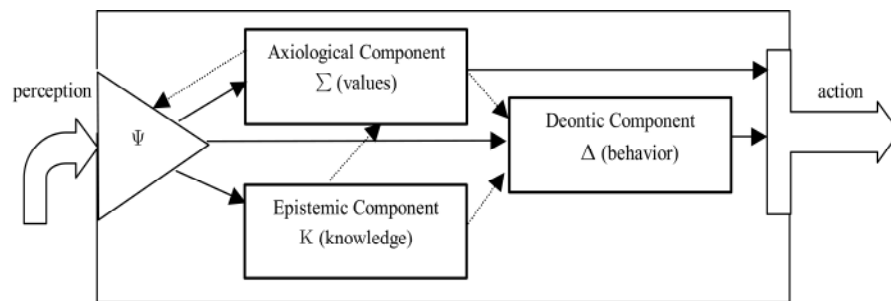 Axiological Component
Σ (values)
perception
action
Ψ
Deontic Component
Δ (behavior)
Epistemic Component
K (knowledge)